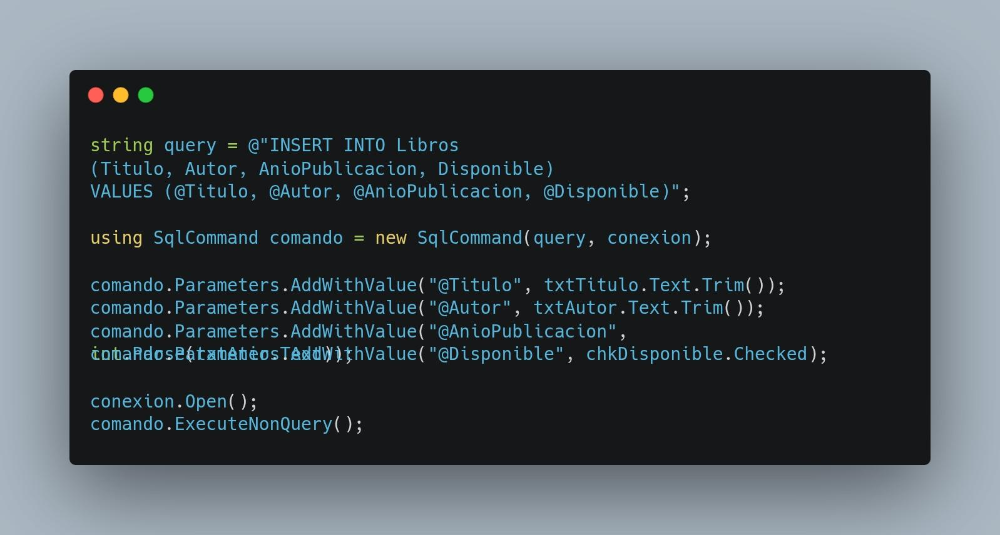 string query = @"INSERT INTO Libros
(Titulo, Autor, AnioPublicacion, Disponible)
VALUES (@Titulo, @Autor, @AnioPublicacion, @Disponible)";
using SqlCommand comando = new SqlCommand(query, conexion);
comando.Parameters.AddWithValue("@Titulo", txtTitulo.Text.Trim());
comando.Parameters.AddWithValue("@Autor", txtAutor.Text.Trim());
comando.Parameters.AddWithValue("@AnioPublicacion",
int.Parse(txtAnio.Text));
comando.Parameters.AddWithValue("@Disponible", chkDisponible.Checked);
conexion.Open();
comando.ExecuteNonQuery();